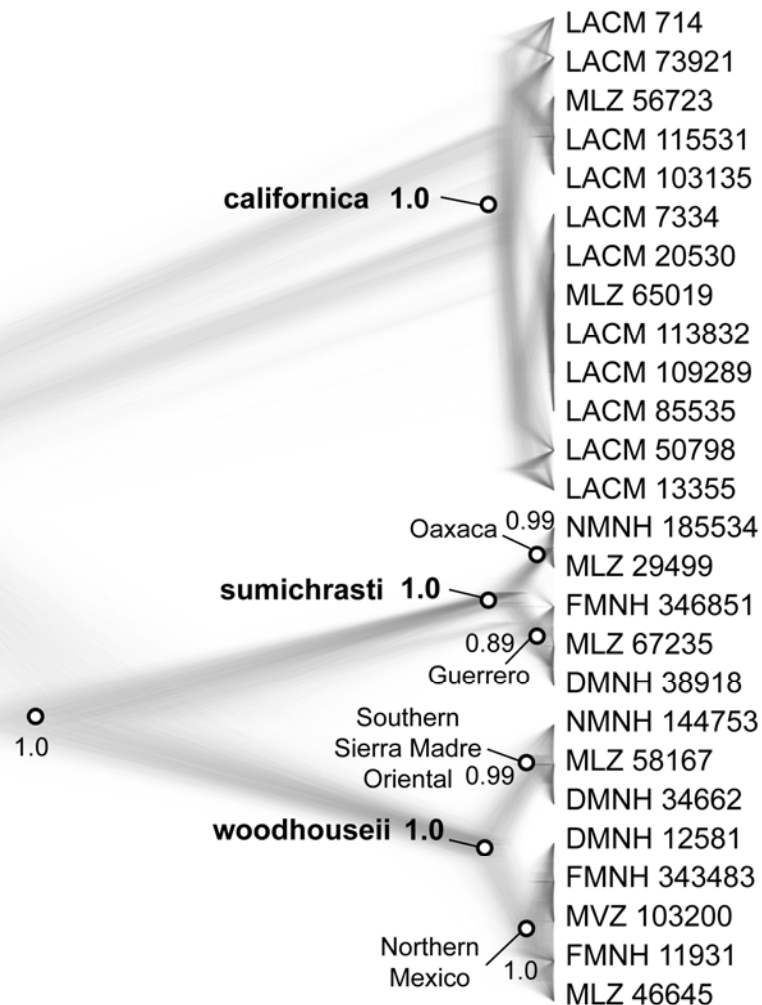 LACM 714
LACM 73921
MLZ 56723
LACM 115531
LACM 103135
californica 1.0
LACM 7334
LACM 20530
MLZ 65019
LACM 113832
LACM 109289
LACM 85535
LACM 50798
LACM 13355
Oaxaca 0.99
NMNH 185534
MLZ 29499
sumichrasti 1.0
FMNH 346851
0.89
MLZ 67235
Guerrero
DMNH 38918
1.0
Southern
Sierra Madre
Oriental 0.99
NMNH 144753
MLZ 58167
DMNH 34662
woodhouseii 1.0
DMNH 12581
FMNH 343483
MVZ 103200
Northern
Mexico 1.0
FMNH 11931
MLZ 46645